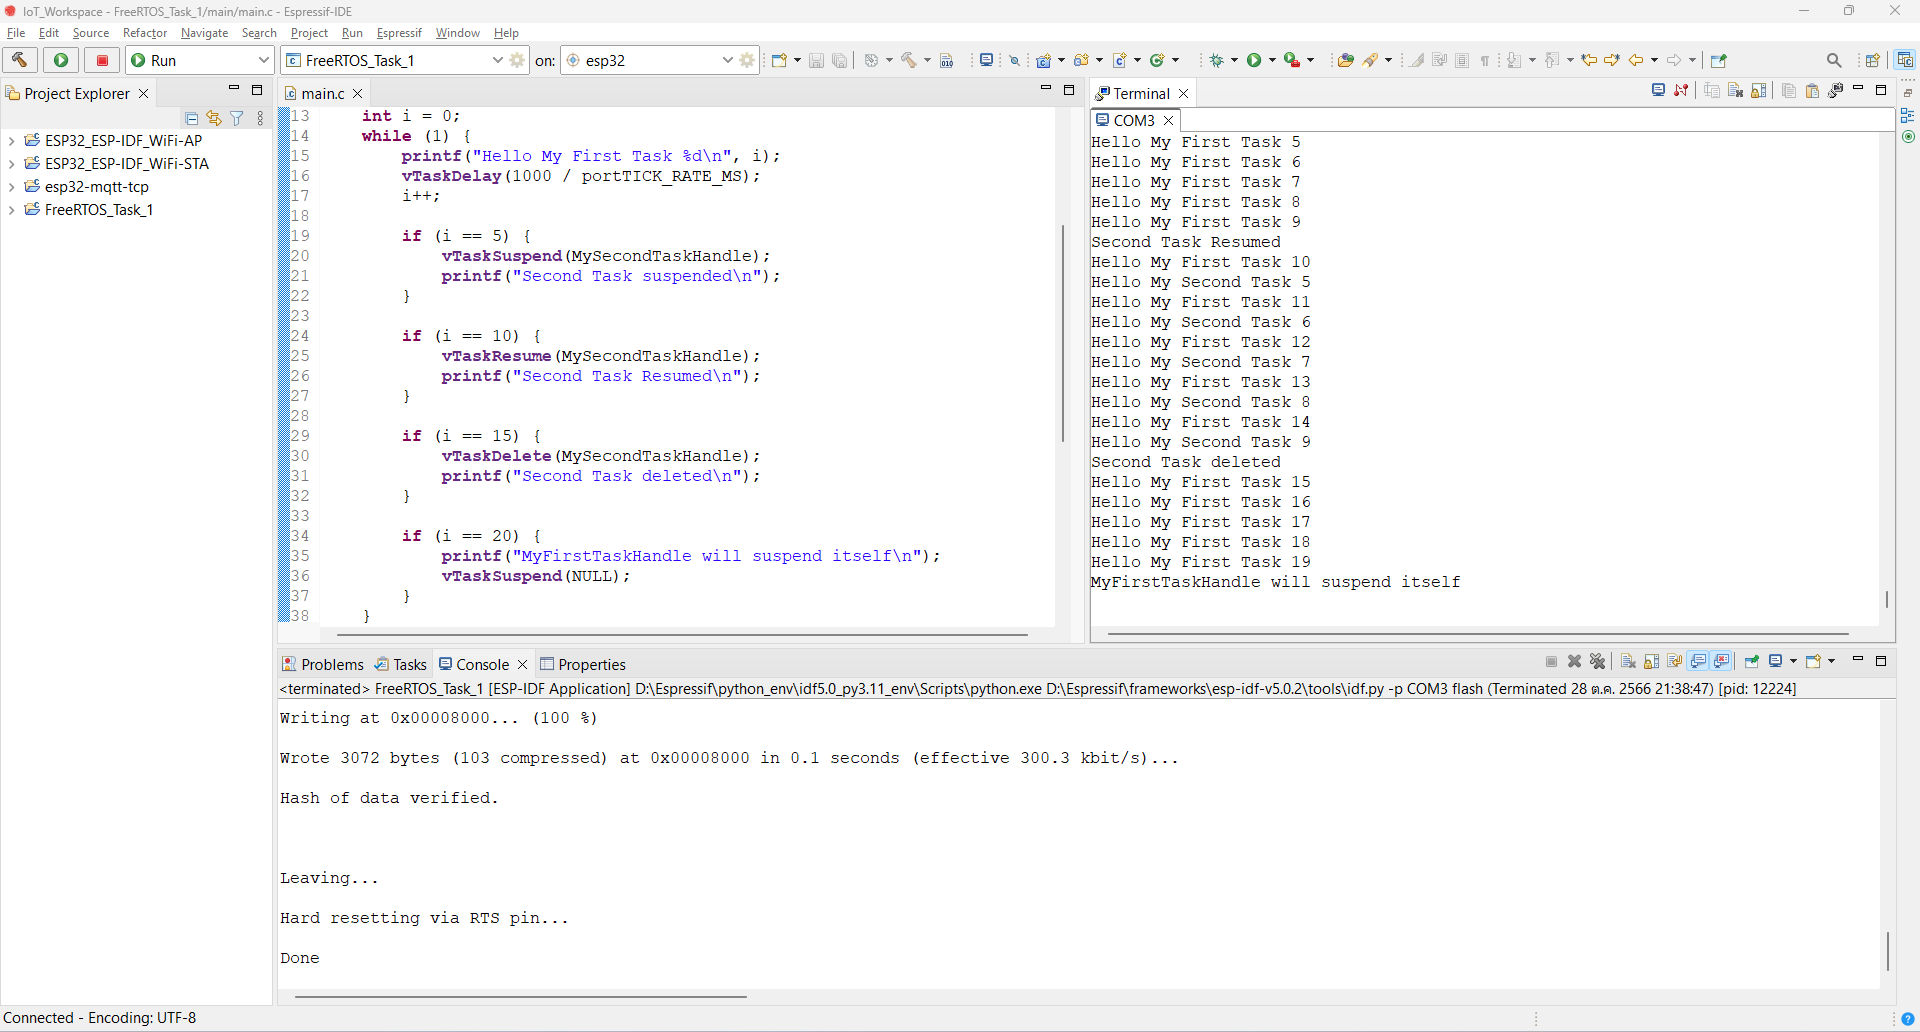 IoT_Workspace - FreeRTOS_Task_1/main/main.c - Espressif-IDE
File Edit Source Refactor Navigate Search Project Run Espressif Window Help
Run FreeRTOS_Task_1 on: esp32
Project Explorer
ESP32_ESP-IDF_WiFi-AP
ESP32_ESP-IDF_WiFi-STA
esp32-mqtt-tcp
FreeRTOS_Task_1
main.c
13 int i = 0;
14 while (1) {
15 printf("Hello My First Task %d\n", i);
16 vTaskDelay(1000 / portTICK_RATE_MS);
17 i++;
18
19 if (i == 5) {
20 vTaskSuspend(MySecondTaskHandle);
21 printf("Second Task suspended\n");
22 }
23
24 if (i == 10) {
25 vTaskResume(MySecondTaskHandle);
26 printf("Second Task Resumed\n");
27 }
28
29 if (i == 15) {
30 vTaskDelete(MySecondTaskHandle);
31 printf("Second Task deleted\n");
32 }
33
34 if (i == 20) {
35 printf("MyFirstTaskHandle will suspend itself\n");
36 vTaskSuspend(NULL);
37 }
38 }
Terminal
COM3
Hello My First Task 5
Hello My First Task 6
Hello My First Task 7
Hello My First Task 8
Hello My First Task 9
Second Task Resumed
Hello My First Task 10
Hello My Second Task 5
Hello My First Task 11
Hello My Second Task 6
Hello My First Task 12
Hello My Second Task 7
Hello My First Task 13
Hello My Second Task 8
Hello My First Task 14
Hello My Second Task 9
Second Task deleted
Hello My First Task 15
Hello My First Task 16
Hello My First Task 17
Hello My First Task 18
Hello My First Task 19
MyFirstTaskHandle will suspend itself
Problems Tasks Console Properties
<terminated> FreeRTOS_Task_1 [ESP-IDF Application] D:\Espressif\python_env\idf5.0_py3.11_env\Scripts\python.exe D:\Espressif\frameworks\esp-idf-v5.0.2\tools\idf.py -p COM3 flash (Terminated 28 ต.ค. 2566 21:38:47) [pid: 12224]
Writing at 0x00008000... (100 %)
Wrote 3072 bytes (103 compressed) at 0x00008000 in 0.1 seconds (effective 300.3 kbit/s)...
Hash of data verified.
Leaving...
Hard resetting via RTS pin...
Done
Connected - Encoding: UTF-8